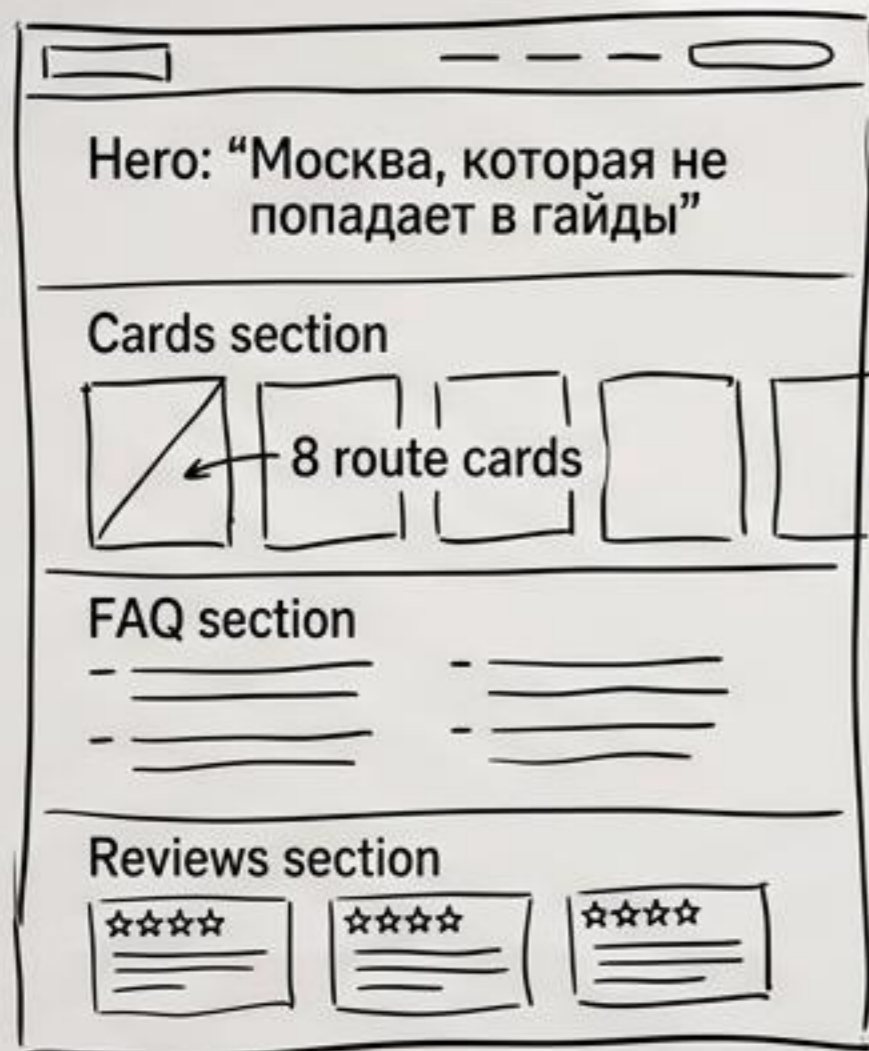 Hero: “Москва, которая не
попадает в гайды”
Cards section
8 route cards
FAQ section
Reviews section